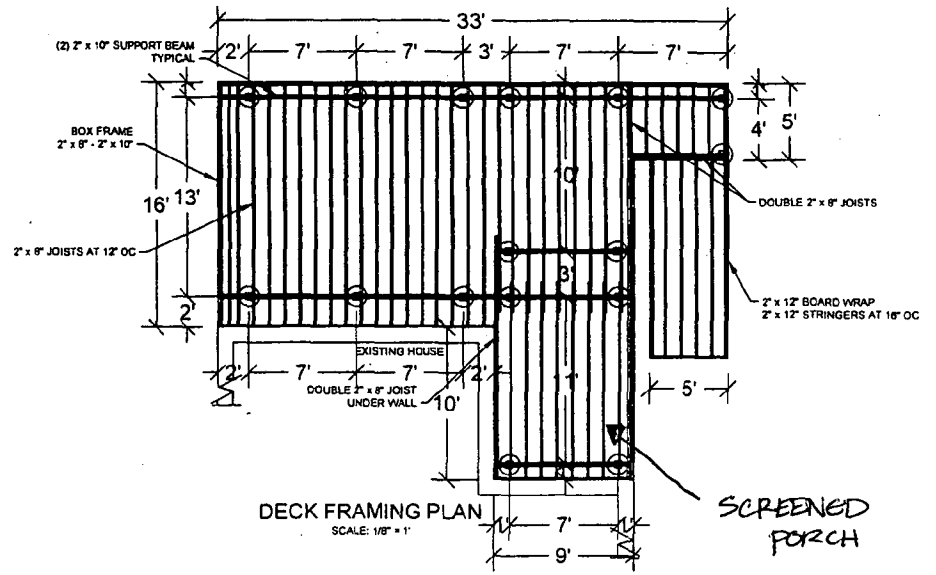 33'
(2) 2" x 10" SUPPORT BEAM
TYPICAL
2' 7' 7' 3' 7' 7'
BOX FRAME
2" x 8" - 2" x 10"
4' 5'
16' 13'
10'
DOUBLE 2" x 8" JOISTS
2" x 8" JOISTS AT 12" OC
3'
2" x 12" BOARD WRAP
2" x 12" STRINGERS AT 16" OC
2'
EXISTING HOUSE
2' 7' 7' 2'
11'
5'
DOUBLE 2" x 8" JOIST
UNDER WALL
10'
DECK FRAMING PLAN
SCALE: 1/8" = 1'
SCREENED
PORCH
1' 7' 1'
9'